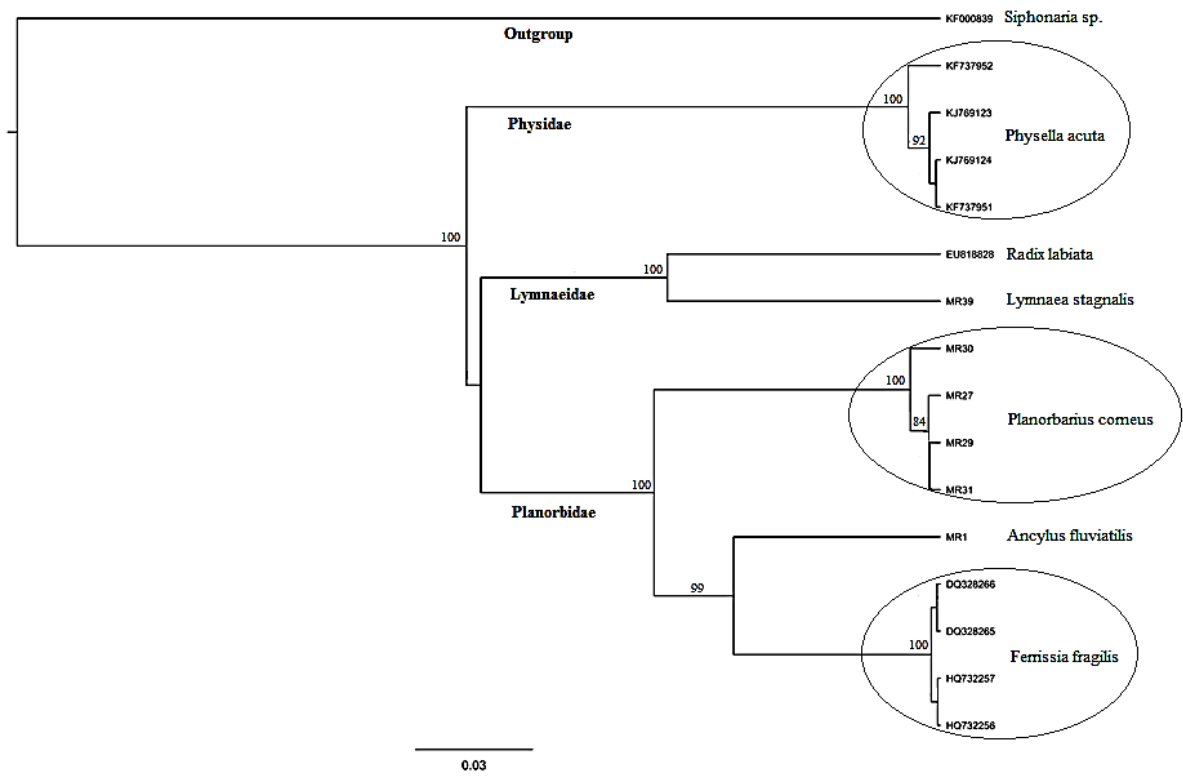 KF000839 Siphonaria sp.
Outgroup
KF737952
100
Physidae
KJ769123
Physella acuta
92
KJ769124
KF737951
100
EU818828 Radix labiata
100
Lymnaeidae
MR39 Lymnaea stagnalis
MR30
100
MR27
Planorbarius corneus
84
MR29
100
MR31
Planorbidae
MR1 Ancylus fluviatilis
99
DQ328266
DQ328265
100
Ferrissia fragilis
HQ732257
HQ732256
0.03